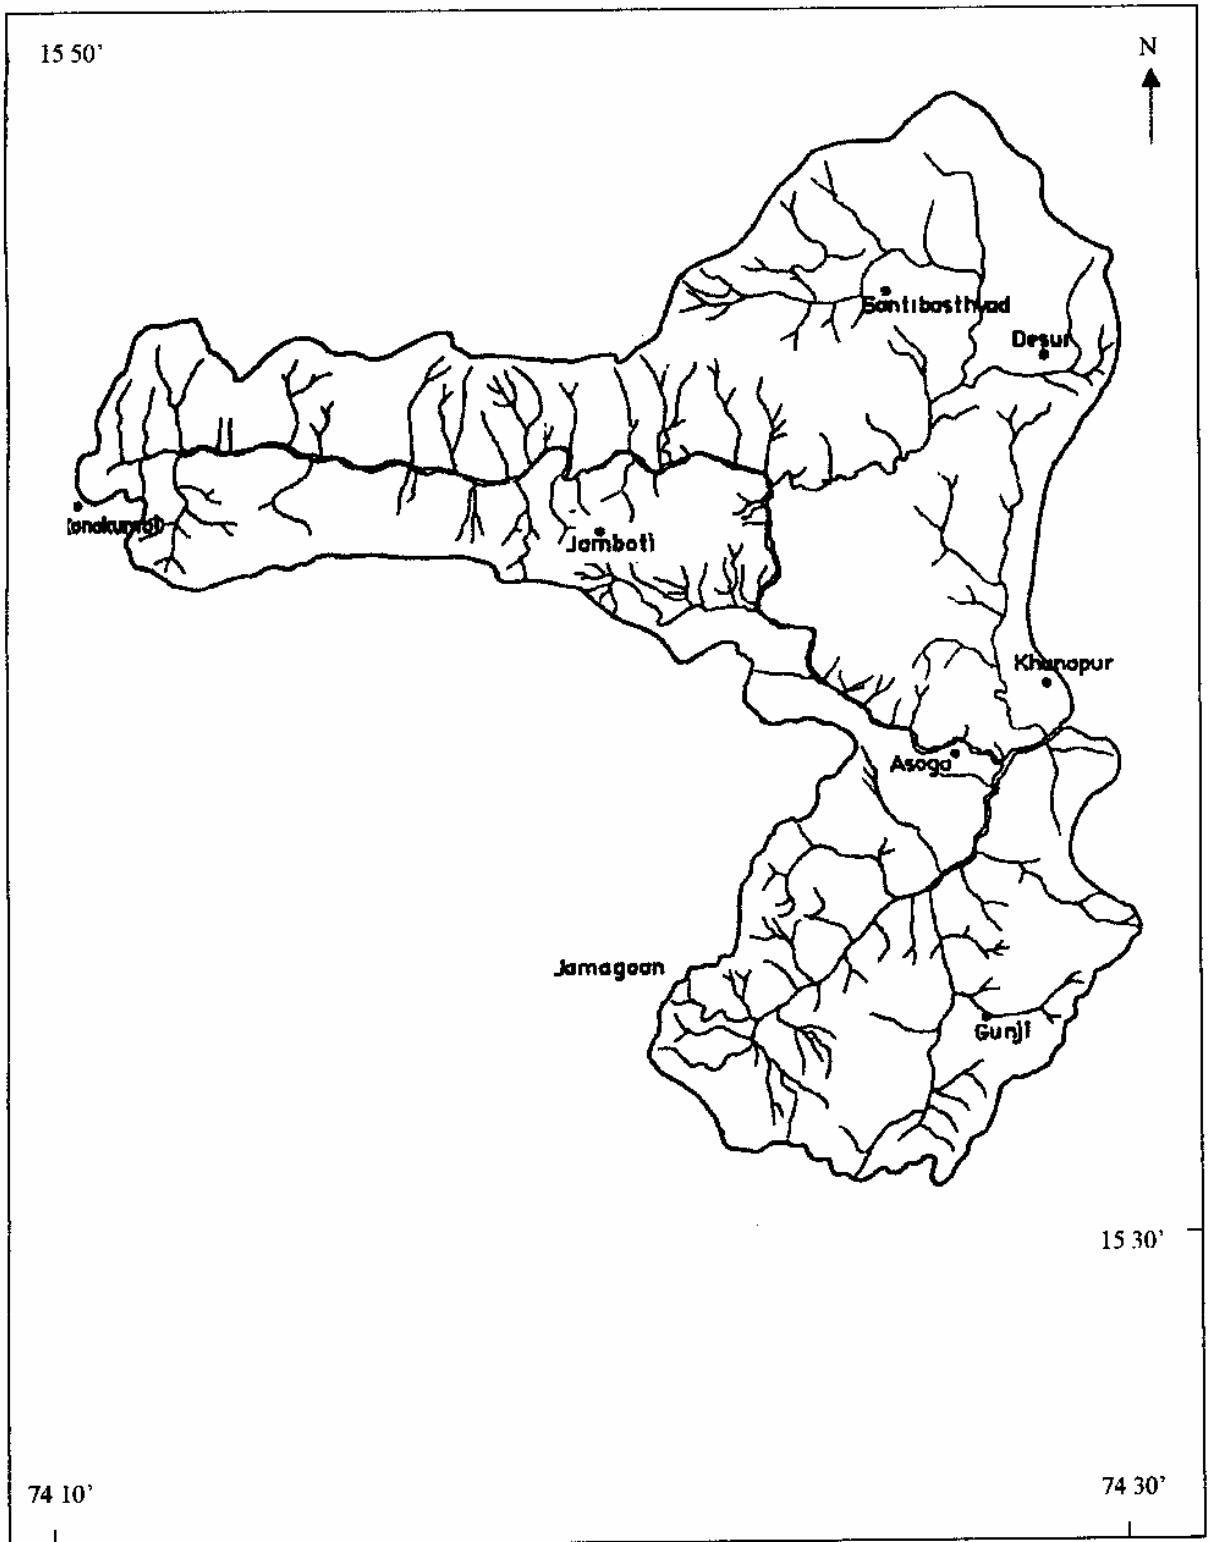 15 50'
N
Santibasthwad
Desur
Jamboti
Khanapur
Asoga
Jamagaon
Gunji
15 30'
74 10'
74 30'